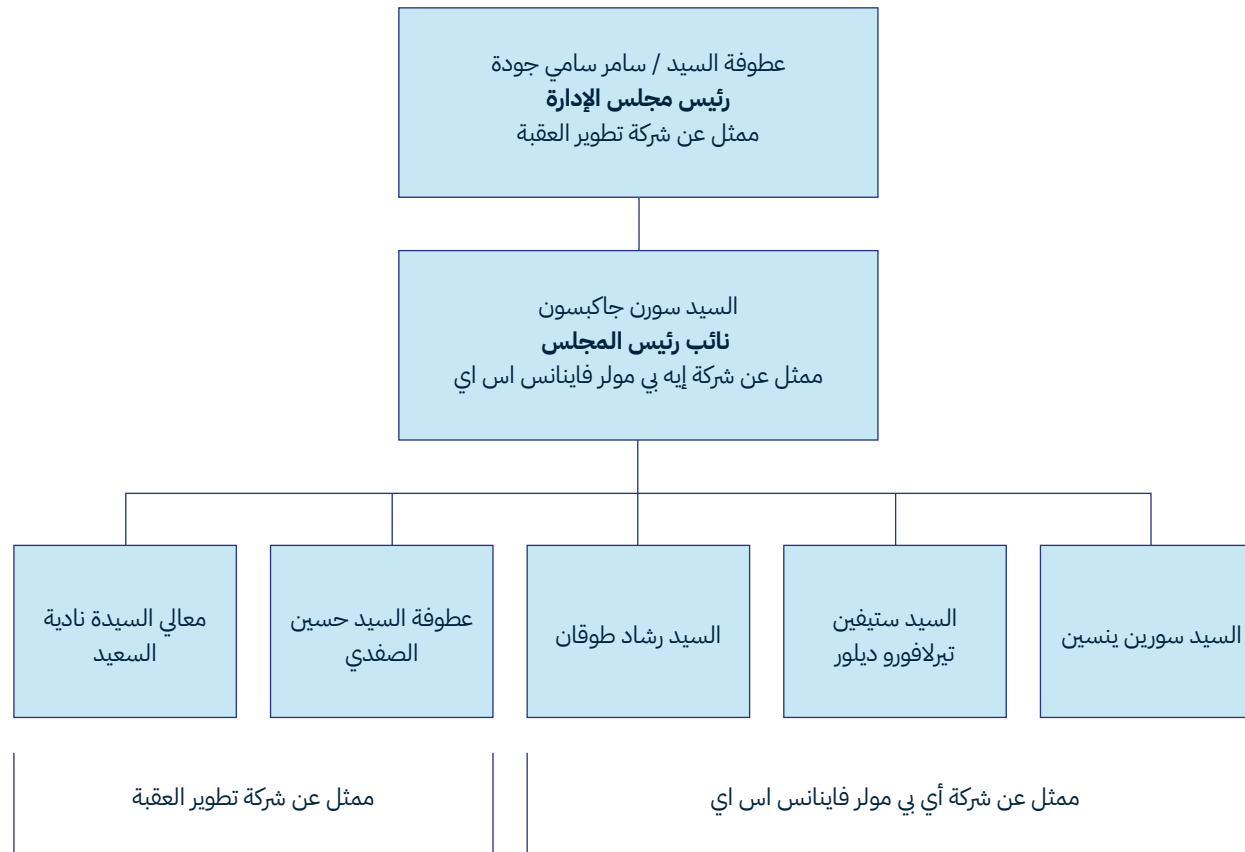 عطوفة السيد / سامر سامي جودة
رئيس مجلس الإدارة
ممثل عن شركة تطوير العقبة
السيد سورن جاكبسون
نائب رئيس المجلس
ممثل عن شركة إيه بي مولر فاينانس اس اي
السيد سورين ينسين
السيد ستيفين
تيرلافورو ديلور
السيد رشاد طوقان
عطوفة السيد حسين
الصفدي
معالي السيدة نادية
السعيد
ممثل عن شركة أي بي مولر فاينانس اس اي
ممثل عن شركة تطوير العقبة